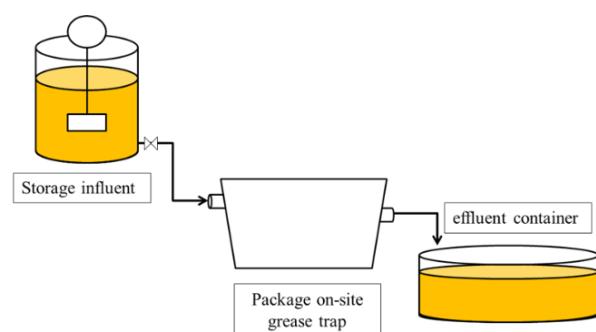 Storage influent
effluent container
Package on-site
grease trap